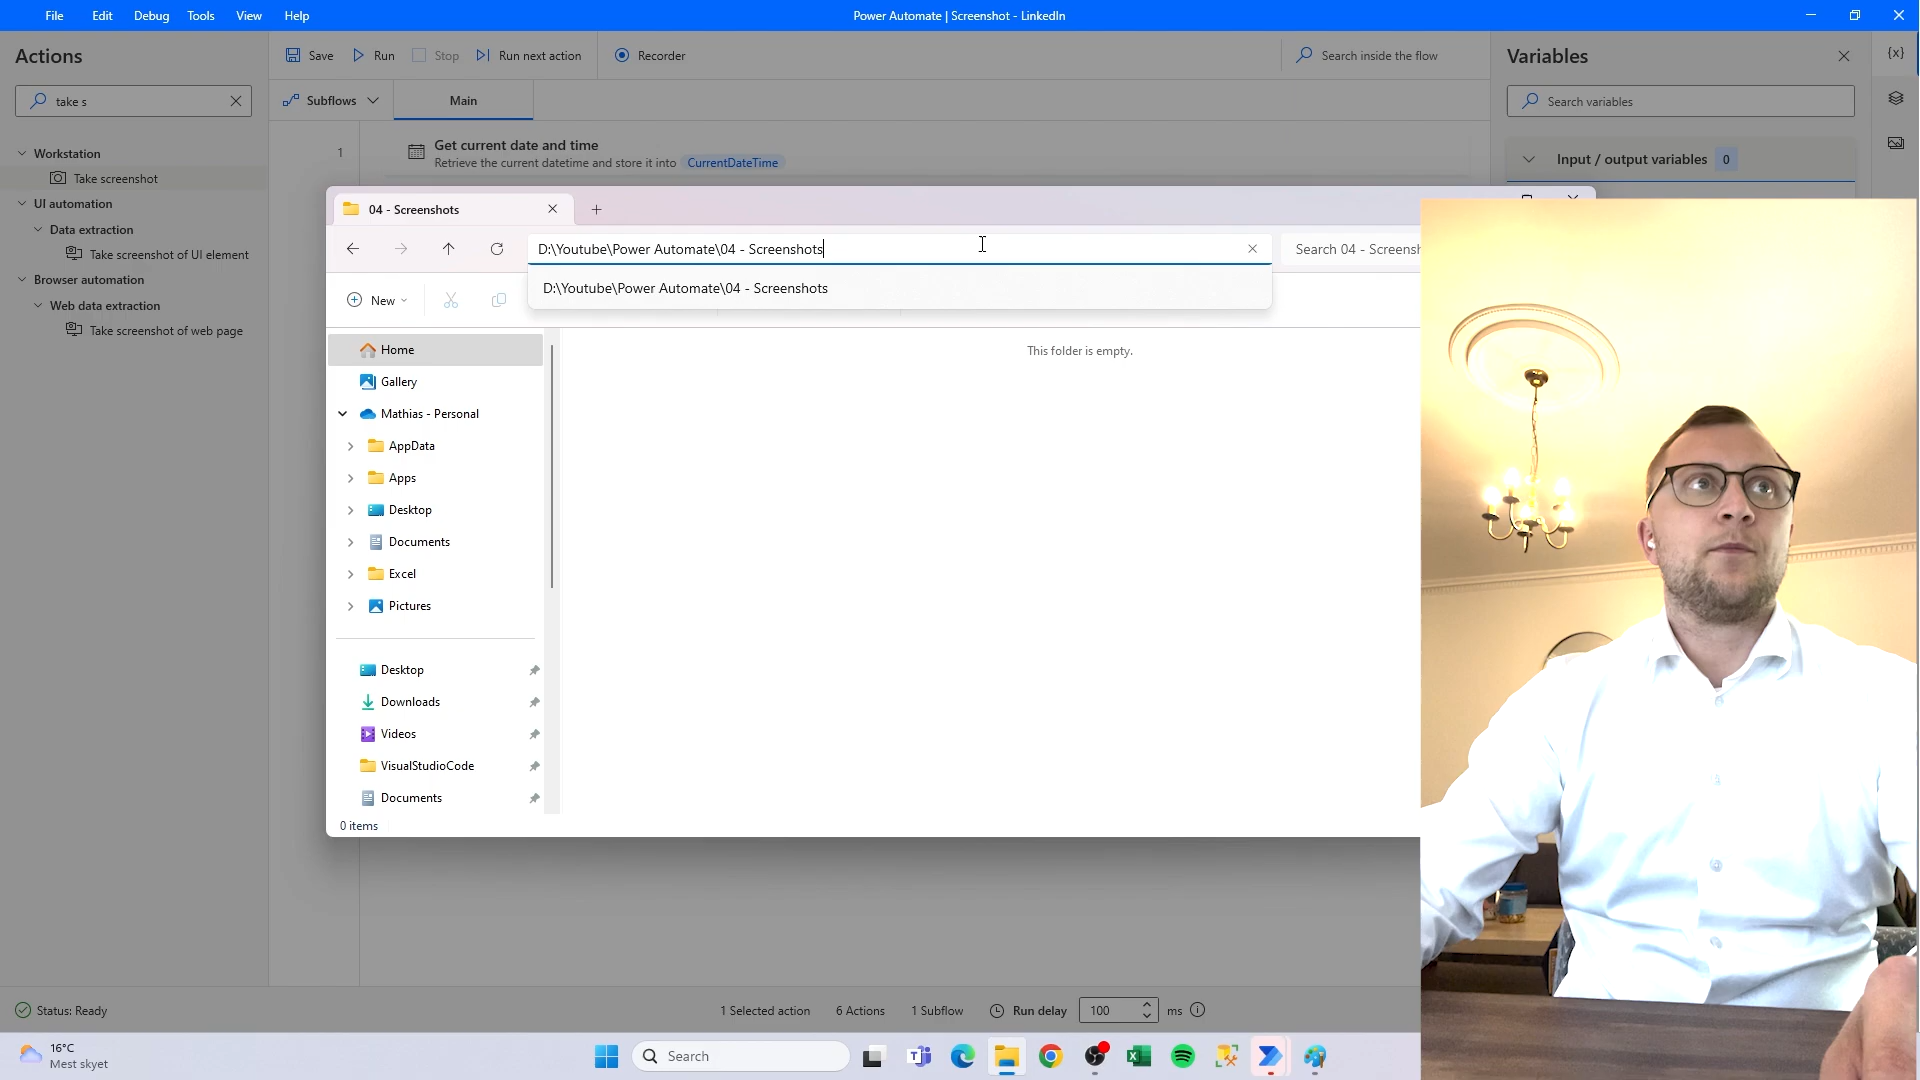 File Edit Debug Tools View Help
Power Automate | Screenshot - LinkedIn
Actions
take s
Workstation
Take screenshot
UI automation
Data extraction
Take screenshot of UI element
Browser automation
Web data extraction
Take screenshot of web page
Save Run Stop Run next action Recorder
Search inside the flow
Subflows Main
1
Get current date and time
Retrieve the current datetime and store it into CurrentDateTime
Variables
{x}
Search variables
Input / output variables 0
04 - Screenshots
D:\Youtube\Power Automate\04 - Screenshots
Search 04 - Screensh
D:\Youtube\Power Automate\04 - Screenshots
New
This folder is empty.
Home
Gallery
Mathias - Personal
AppData
Apps
Desktop
Documents
Excel
Pictures
Desktop
Downloads
Videos
VisualStudioCode
Documents
0 items
Status: Ready
1 Selected action 6 Actions 1 Subflow Run delay 100 ms
16°C
Mest skyet
Search